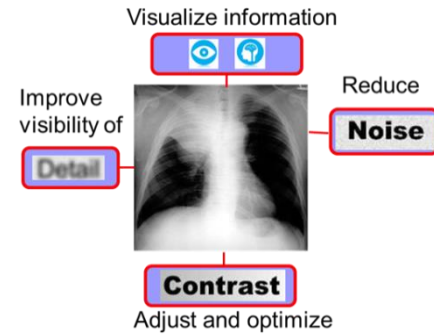 Visualize information
Improve
visibility of
Detail
Reduce
Noise
Contrast
Adjust and optimize